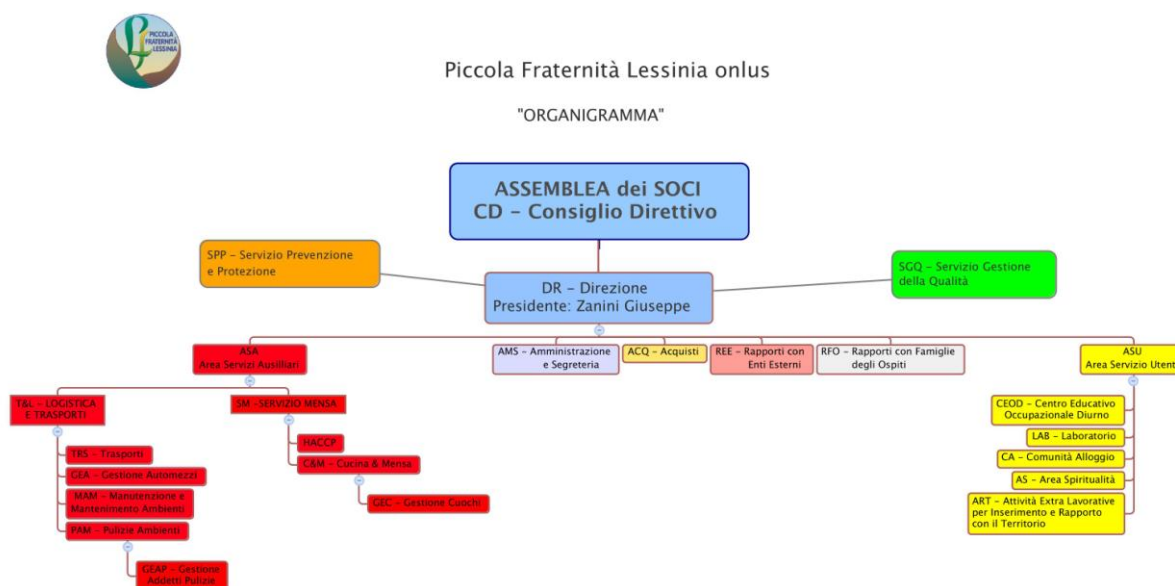 PICCOLA
FRATERNITÀ
LESSINIA
Piccola Fraternità Lessinia onlus
"ORGANIGRAMMA"
ASSEMBLEA dei SOCI
CD – Consiglio Direttivo
SPP – Servizio Prevenzione
e Protezione
SGQ – Servizio Gestione
della Qualità
DR – Direzione
Presidente: Zanini Giuseppe
ASA
Area Servizi Ausilliari
AMS – Amministrazione
e Segreteria
ACQ – Acquisti
REE – Rapporti con
Enti Esterni
RFO – Rapporti con Famiglie
degli Ospiti
ASU
Area Servizio Utent
T&L – LOGISTICA
E TRASPORTI
TRS – Trasporti
GEA – Gestione Automezzi
MAM – Manutenzione e
Mantenimento Ambienti
PAM – Pulizie Ambienti
GEAP – Gestione
Addetti Pulizie
SM –SERVIZIO MENSA
HACCP
C&M – Cucina & Mensa
GEC – Gestione Cuochi
CEOD – Centro Educativo
Occupazionale Diurno
LAB – Laboratorio
CA – Comunità Alloggio
AS – Area Spiritualità
ART – Attività Extra Lavorative
per Inserimento e Rapporto
con il Territorio